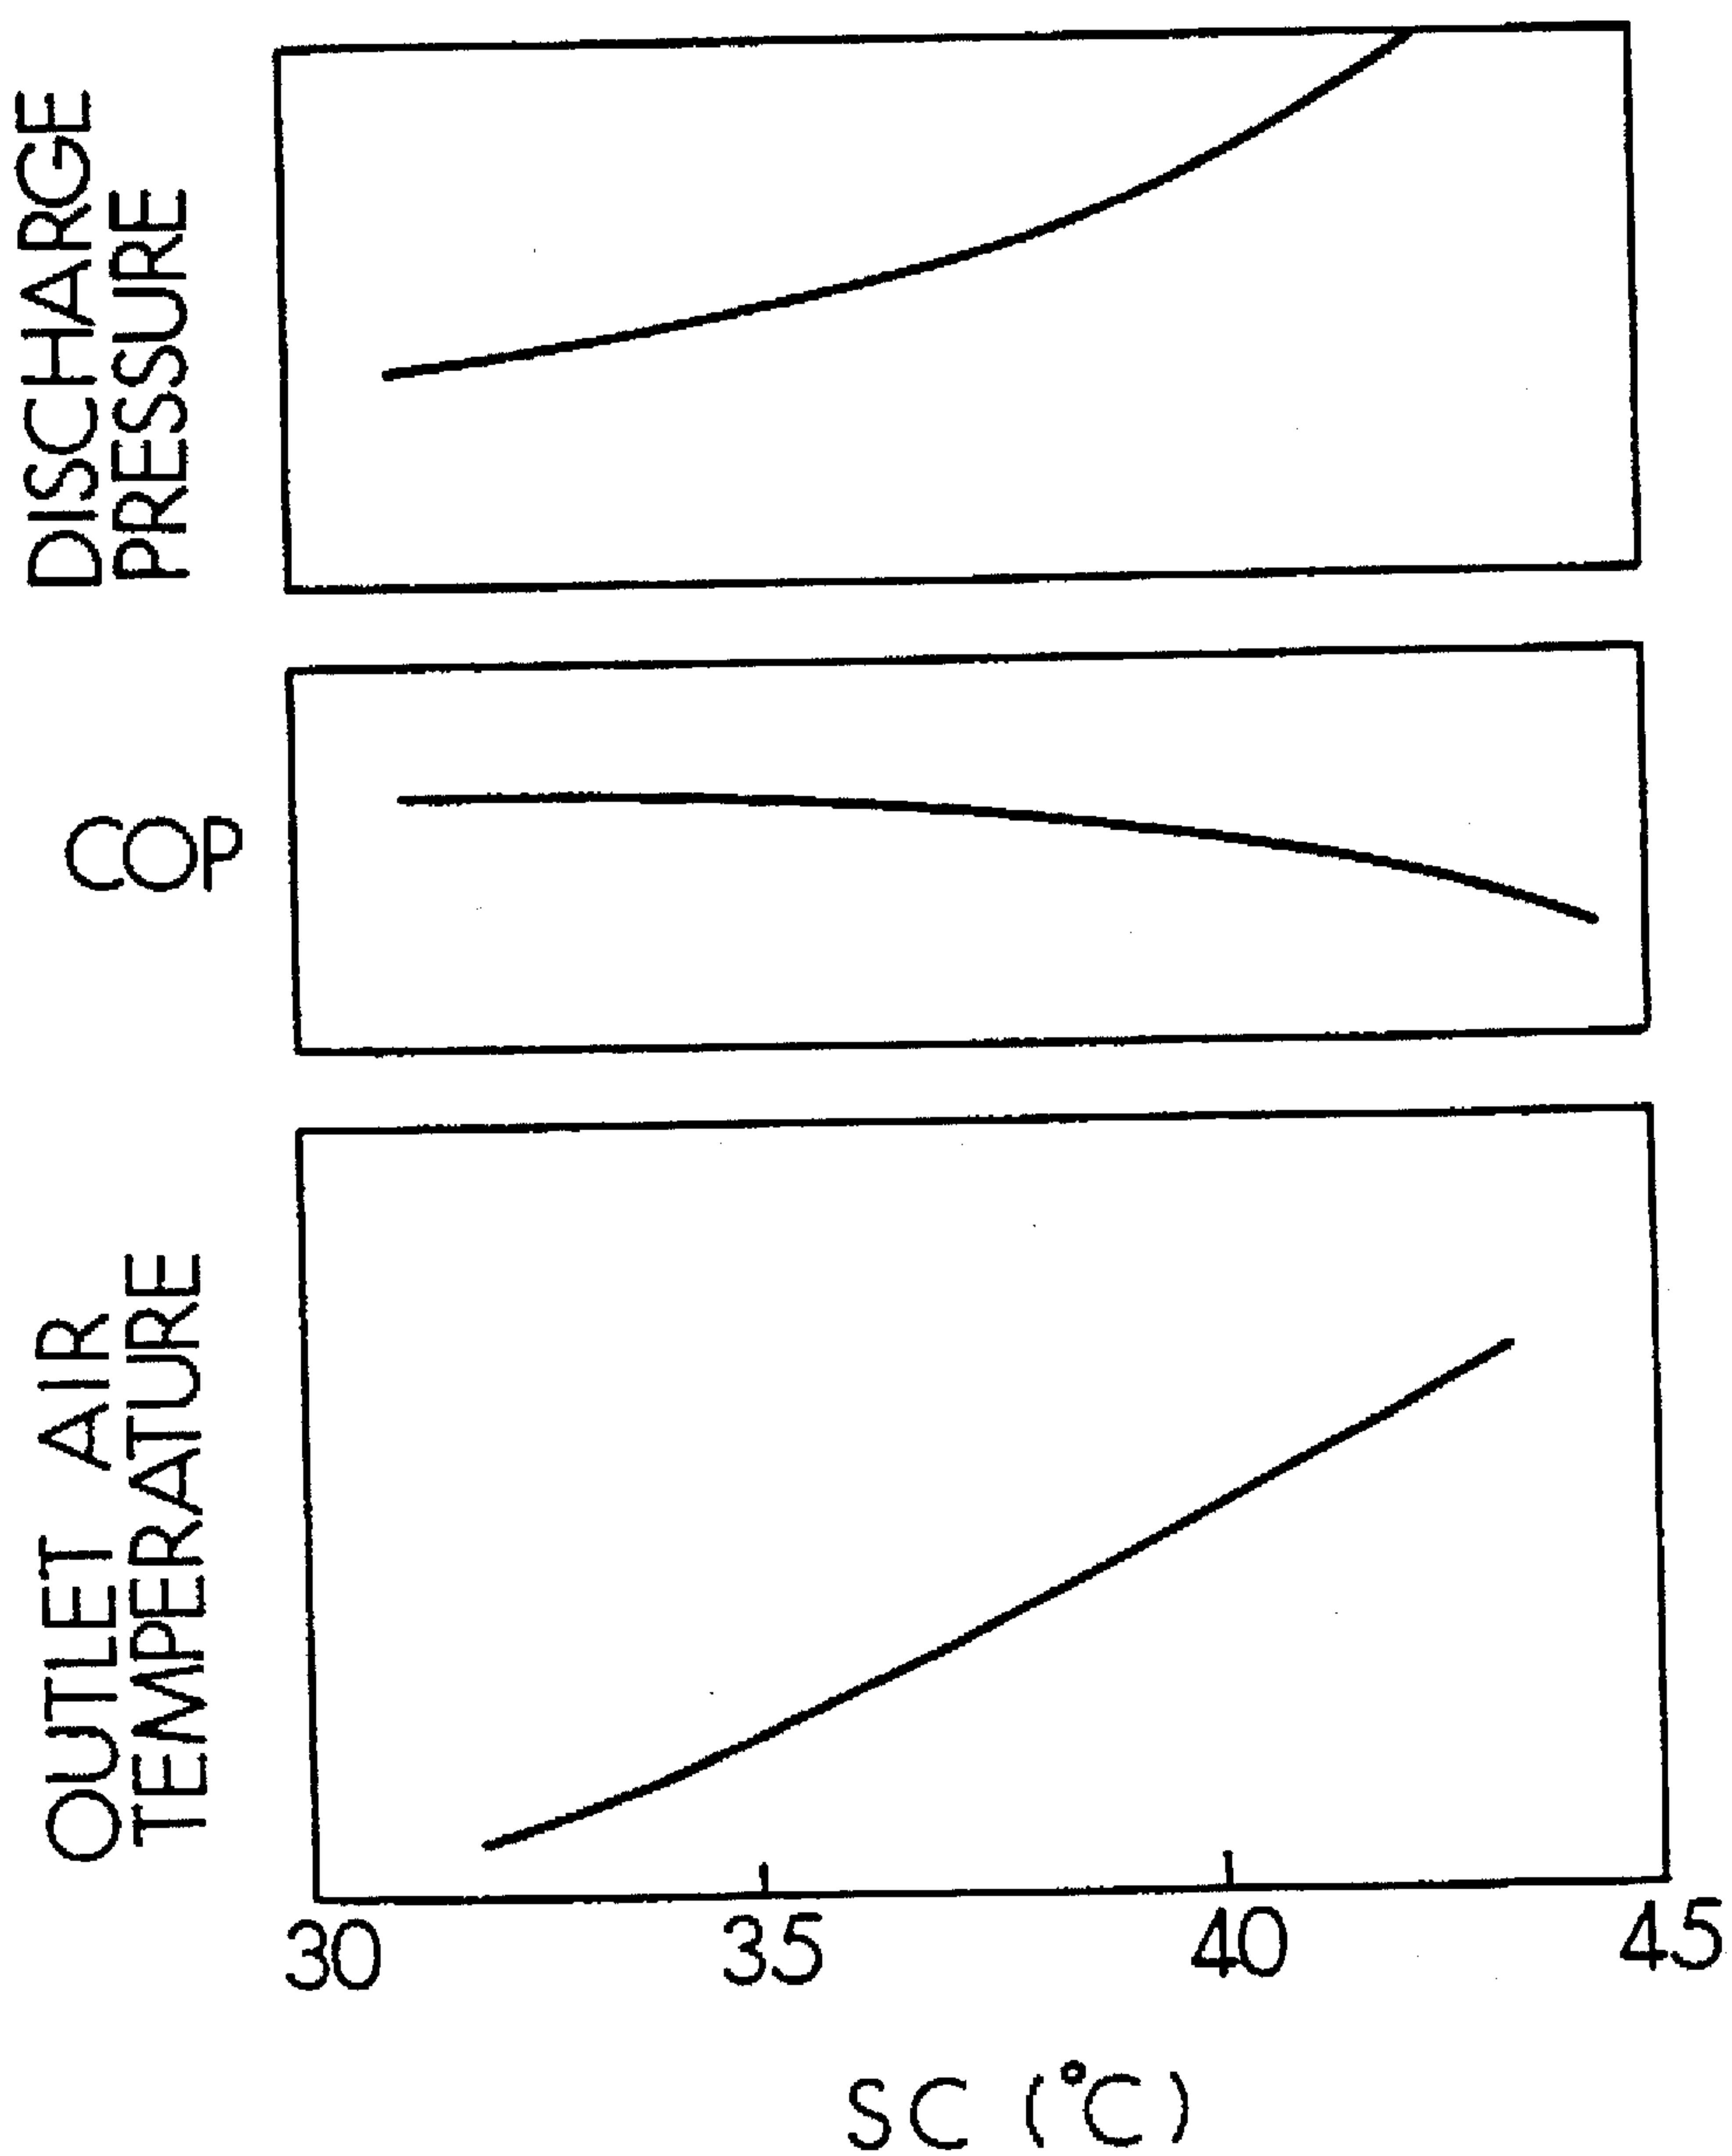 DISCHARGE
PRESSURE
COP
OUTLET AIR
TEMPERATURE
30 35 40 45
SC (°C)